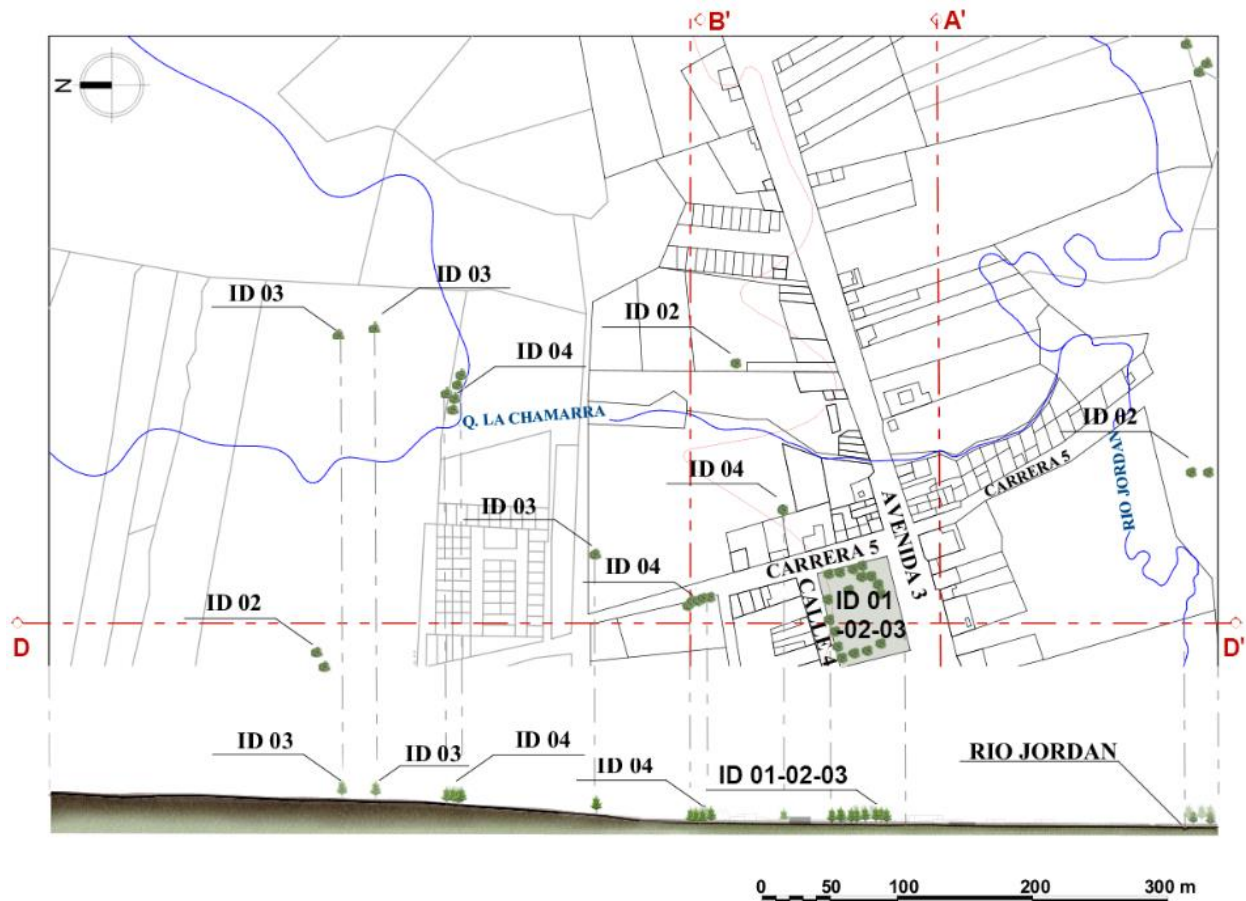 B'
A'
N
ID 03
ID 03
ID 02
ID 04
Q. LA CHAMARRA
ID 02
ID 04
CARRERA 5
RIO JORDAN
ID 03
AVENIDA 3
CARRERA 5
ID 04
CALLE 4
ID 01
-02-03
ID 02
D
D'
ID 03
ID 03
ID 04
ID 04
ID 01-02-03
RIO JORDAN
0
50
100
200
300 m